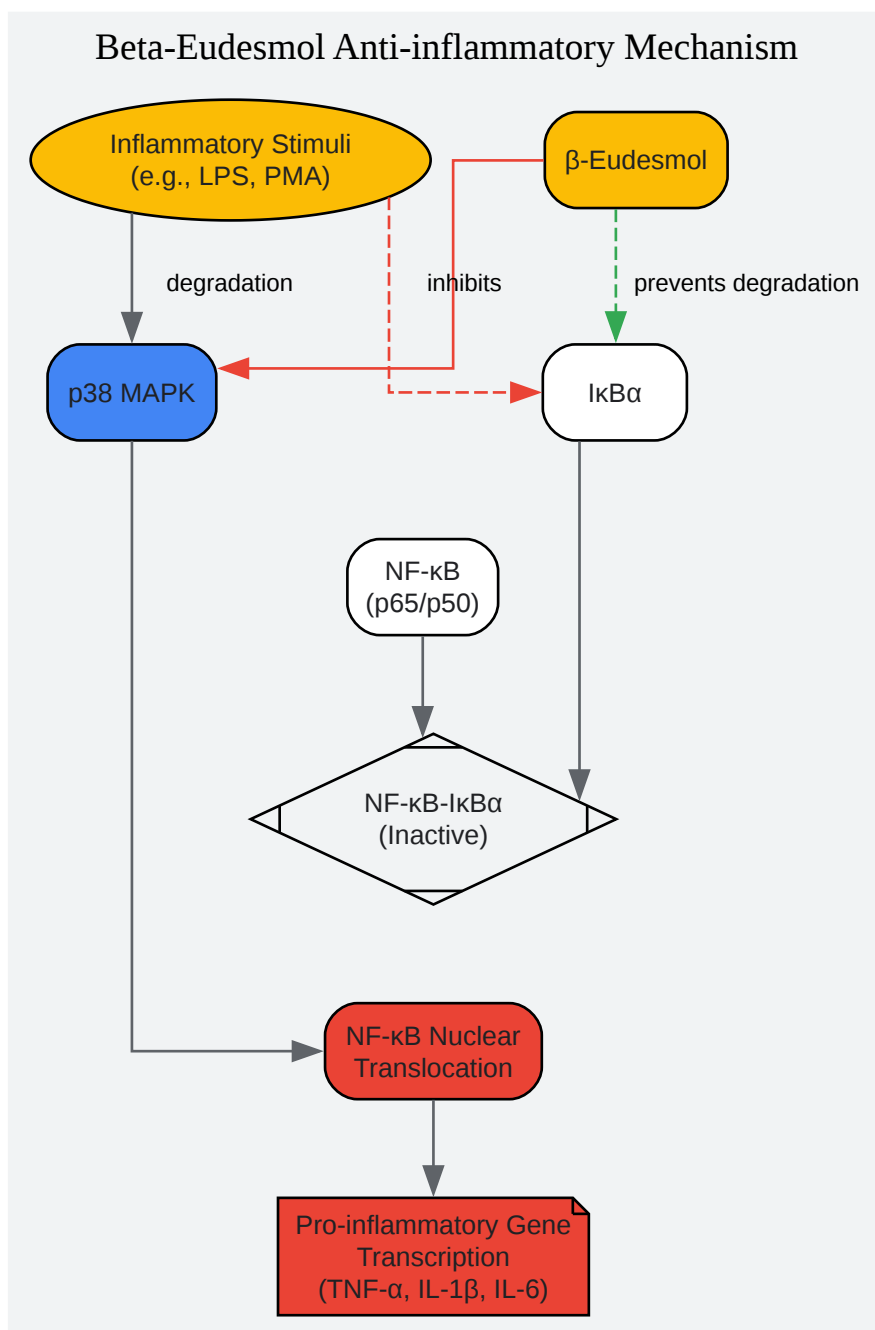 Beta-Eudesmol Anti-inflammatory Mechanism
Inflammatory Stimuli
(e.g., LPS, PMA)
β-Eudesmol
degradation
inhibits
prevents degradation
p38 MAPK
IκBα
NF-κB
(p65/p50)
NF-κB-IκBα
(Inactive)
NF-κB Nuclear
Translocation
Pro-inflammatory Gene
Transcription
(TNF-α, IL-1β, IL-6)